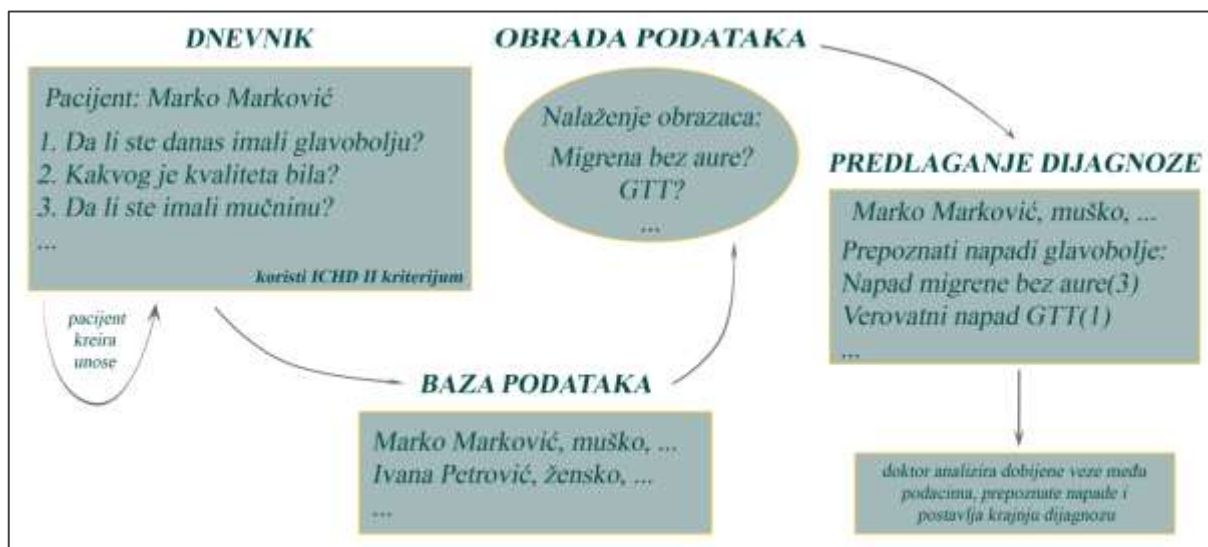 DNEVNIK
Pacijent: Marko Marković
1. Da li ste danas imali glavobolju?
2. Kakvog je kvaliteta bila?
3. Da li ste imali mučninu?
...
koristi ICHD II kriterijum
pacijent
kreira
unose
BAZA PODATAKA
Marko Marković, muško, ...
Ivana Petrović, žensko, ...
...
OBRADA PODATAKA
Nalaženje obrazaca:
Migrena bez aure?
GTT?
...
PREDLAGANJE DIJAGNOZE
Marko Marković, muško, ...
Prepoznati napadi glavobolje:
Napad migrene bez aure(3)
Verovatni napad GTT(1)
...
doktor analizira dobijene veze među
podacima, prepoznate napade i
postavlja krajnju dijagnozu